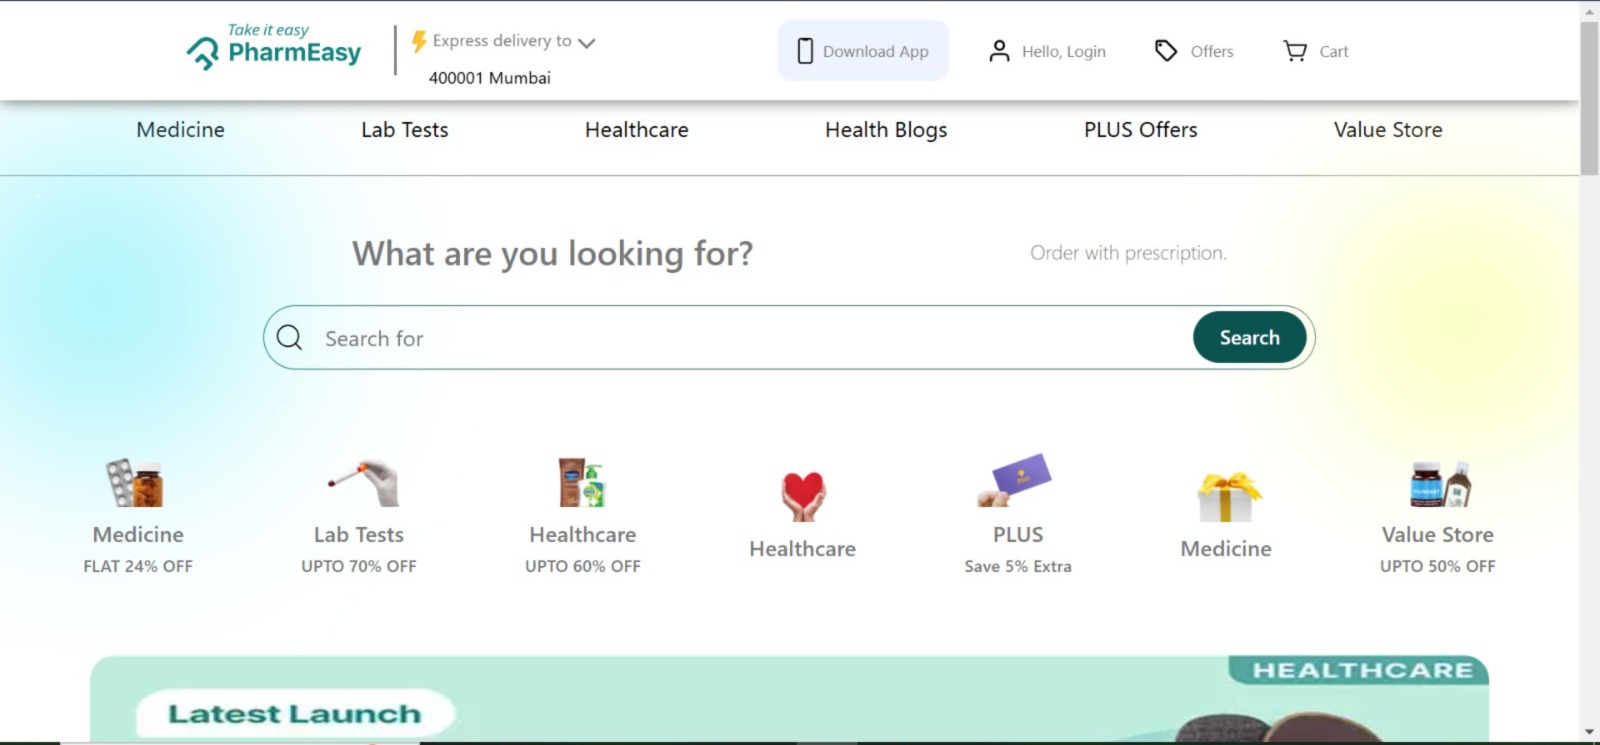 Take it easy
PharmEasy
Express delivery to
400001 Mumbai
Download App
Hello, Login
Offers
Cart
Medicine
Lab Tests
Healthcare
Health Blogs
PLUS Offers
Value Store
What are you looking for?
Order with prescription.
Search for
Search
Medicine
FLAT 24% OFF
Lab Tests
UPTO 70% OFF
Healthcare
UPTO 60% OFF
Healthcare
Plus
PLUS
Save 5% Extra
Medicine
Value Store
UPTO 50% OFF
HEALTHCARE
Latest Launch